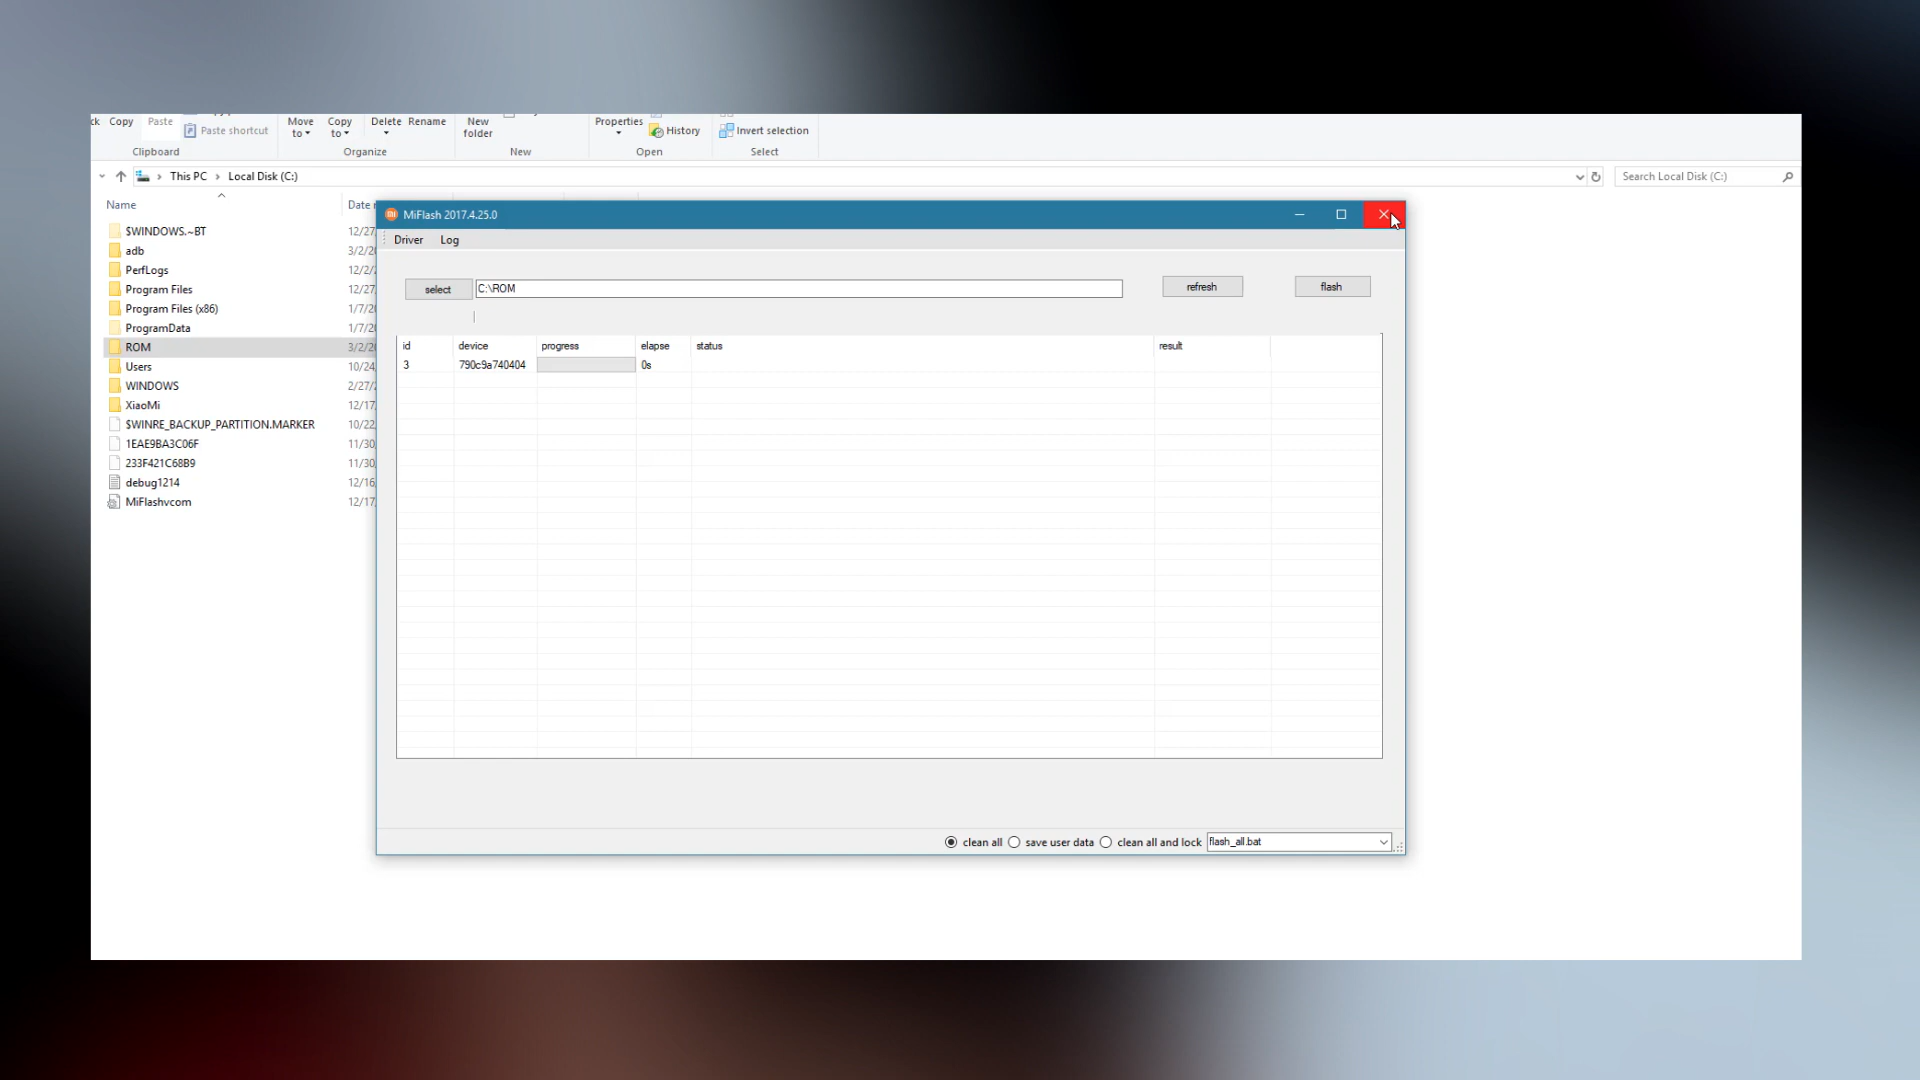 ck Copy Paste Paste shortcut Move to Copy to Delete Rename New folder Properties History Invert selection
Clipboard Organize New Open Select
This PC Local Disk (C:) Search Local Disk (C:)
Name Date
$WINDOWS.~BT 12/27
adb 3/2/2
PerfLogs 12/2/
Program Files 12/27
Program Files (x86) 1/7/2
ProgramData 1/7/2
ROM 3/2/2
Users 10/24
WINDOWS 2/27/
XiaoMi 12/17
$WINRE_BACKUP_PARTITION.MARKER 10/22
1EAE9BA3C06F 11/30
233F421C68B9 11/30
debug1214 12/16
MiFlashvcom 12/17
MiFlash 2017.4.25.0
Driver Log
select C:\ROM refresh flash
id device progress elapse status result
3 790c9a740404 0s
clean all save user data clean all and lock flash_all.bat